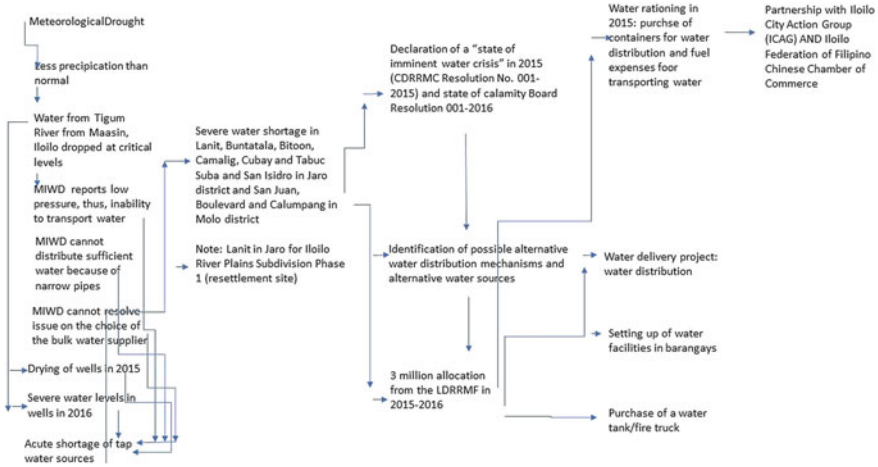 MeteorologicalDrought
Less precipication than
normal
Water from Tigum
River from Maasin,
Iloilo dropped at critical
levels
MIWD reports low
pressure, thus, inability
to transport water
MIWD cannot
distribute sufficient
water because of
narrow pipes
MIWD cannot resolve
issue on the choice of
the bulk water supplier
Drying of wells in 2015
Severe water levels in
wells in 2016
Acute shortage of tap
water sources
Severe water shortage in
Lanit, Buntatala, Bitoon,
Camalig, Cubay and Tabuc
Suba and San Isidro in Jaro
district and San Juan,
Boulevard and Calumpang in
Molo district
Note: Lanit in Jaro for Iloilo
River Plains Subdivision Phase
1 (resettlement site)
Declaration of a “state of
imminent water crisis” in 2015
(CDRRMC Resolution No. 001-
2015) and state of calamity Board
Resolution 001-2016
Identification of possible alternative
water distribution mechanisms and
alternative water sources
3 million allocation
from the LDRRMF in
2015-2016
Water rationing in
2015: purchse of
containers for water
distribution and fuel
expenses foor
transporting water
Water delivery project:
water distribution
Setting up of water
facilities in barangays
Purchase of a water
tank/fire truck
Partnership with Iloilo
City Action Group
(ICAG) AND Iloilo
Federation of Filipino
Chinese Chamber of
Commerce